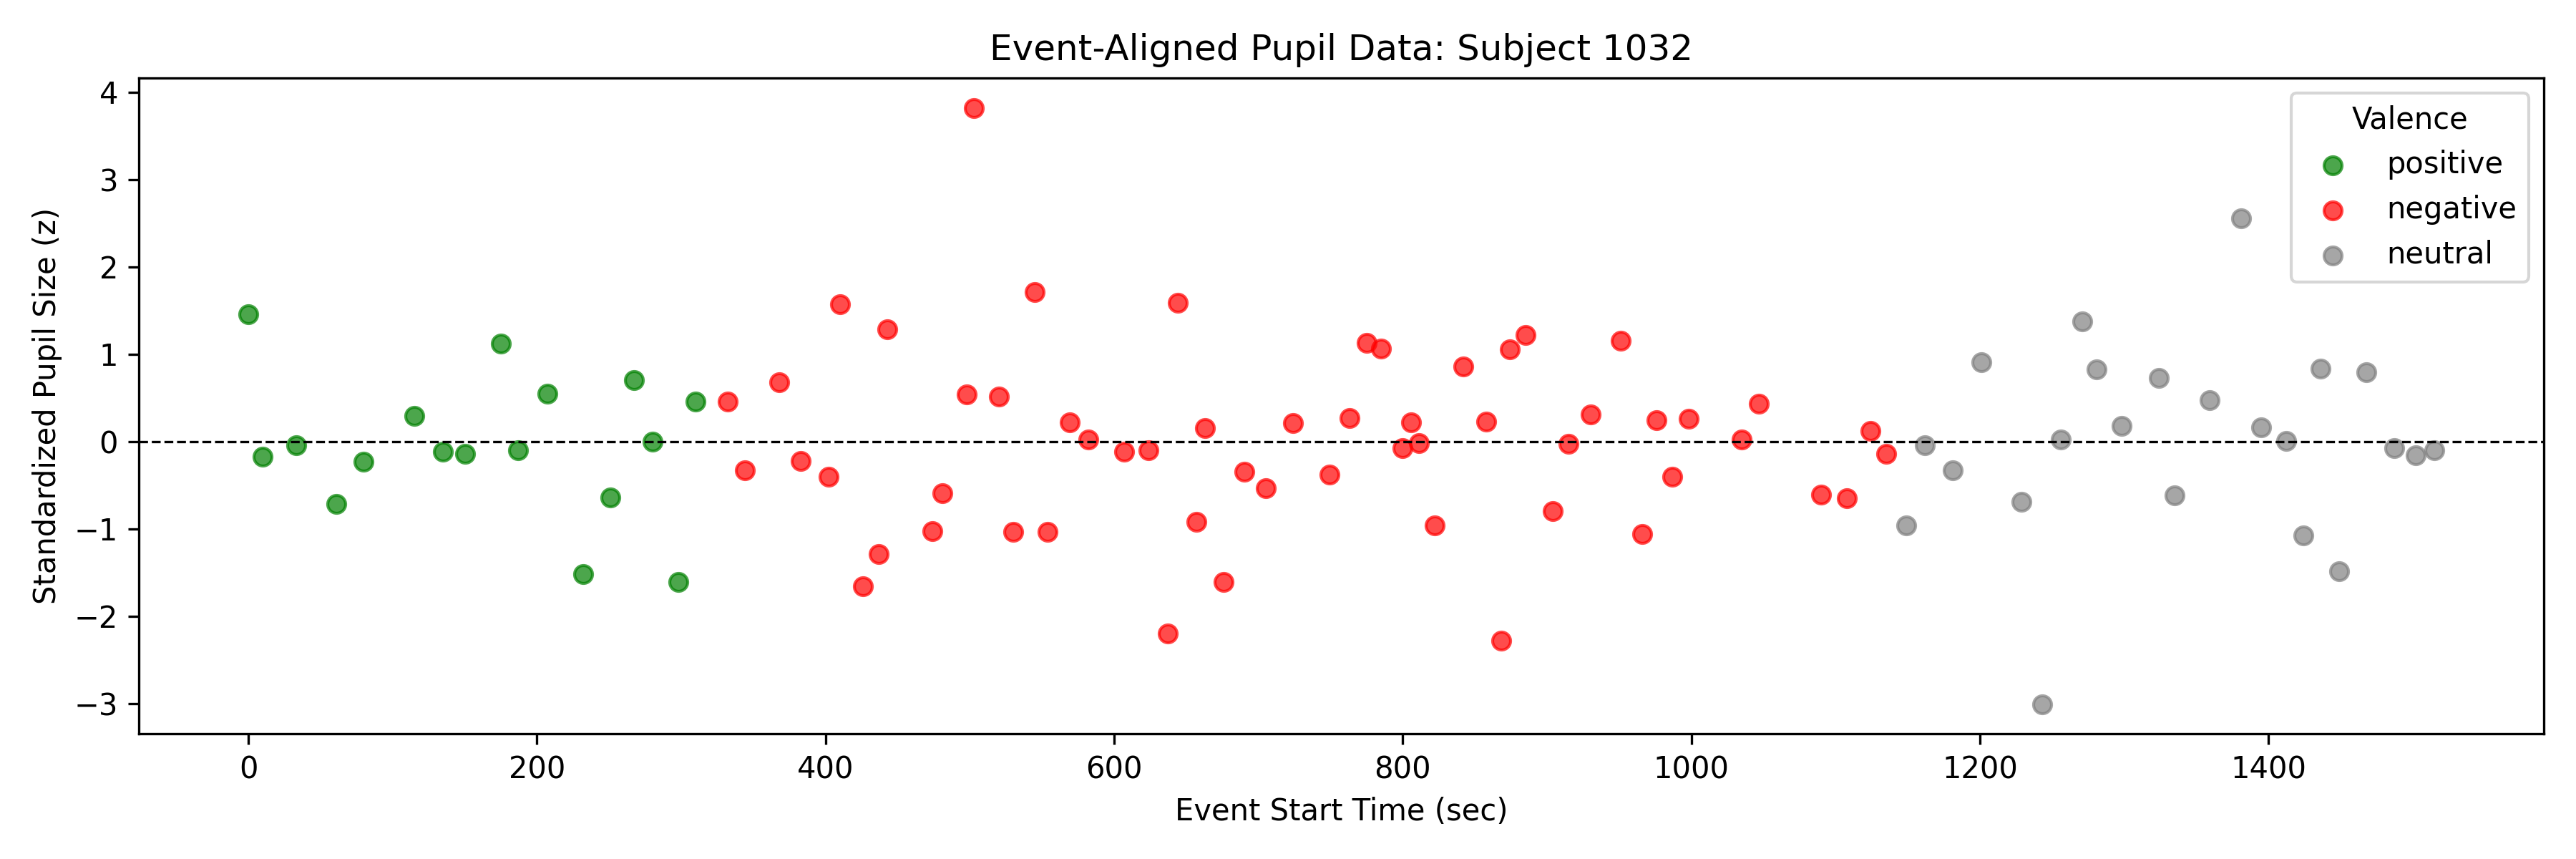 Event-Aligned Pupil Data: Subject 1032
Standardized Pupil Size (z)
4
3
2
1
0
−1
−2
−3
Valence
positive
negative
neutral
0 200 400 600 800 1000 1200 1400
Event Start Time (sec)